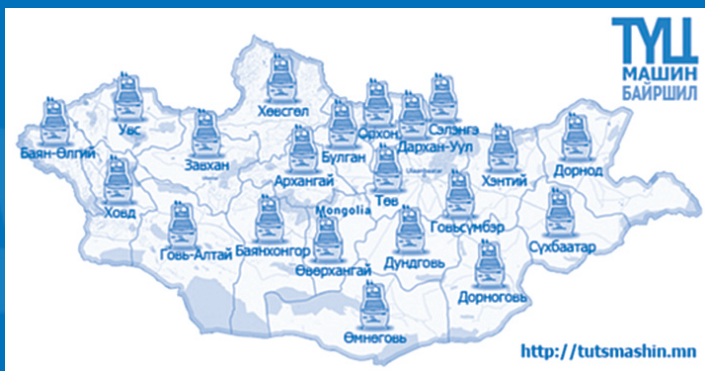 ТҮЦ
МАШИН
БАЙРШИЛ
Хөвсгөл
Увс
Баян-Өлгий
Завхан
Ховд
Архангай
Булган
Орхон
Сэлэнгэ
Дархан-Уул
Төв
Хэнтий
Дорнод
Mongolia
Говь-Алтай
Баянхонгор
Өвөрхангай
Дундговь
Говьсүмбэр
Сүхбаатар
Дорноговь
Өмнөговь
http://tutsmashin.mn